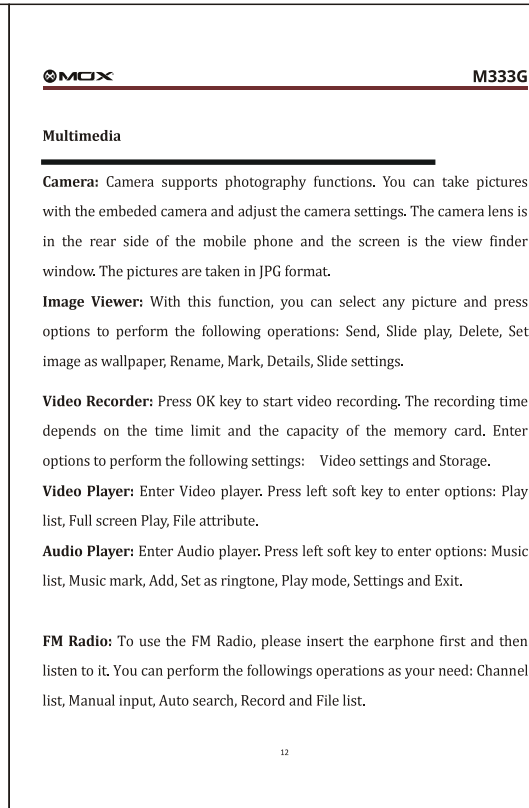 MOX M333G
Multimedia
Camera: Camera supports photography functions. You can take pictures
with the embeded camera and adjust the camera settings. The camera lens is
in the rear side of the mobile phone and the screen is the view finder
window. The pictures are taken in JPG format.
Image Viewer: With this function, you can select any picture and press
options to perform the following operations: Send, Slide play, Delete, Set
image as wallpaper, Rename, Mark, Details, Slide settings.
Video Recorder: Press OK key to start video recording. The recording time
depends on the time limit and the capacity of the memory card. Enter
options to perform the following settings: Video settings and Storage.
Video Player: Enter Video player. Press left soft key to enter options: Play
list, Full screen Play, File attribute.
Audio Player: Enter Audio player. Press left soft key to enter options: Music
list, Music mark, Add, Set as ringtone, Play mode, Settings and Exit.
FM Radio: To use the FM Radio, please insert the earphone first and then
listen to it. You can perform the followings operations as your need: Channel
list, Manual input, Auto search, Record and File list.
12